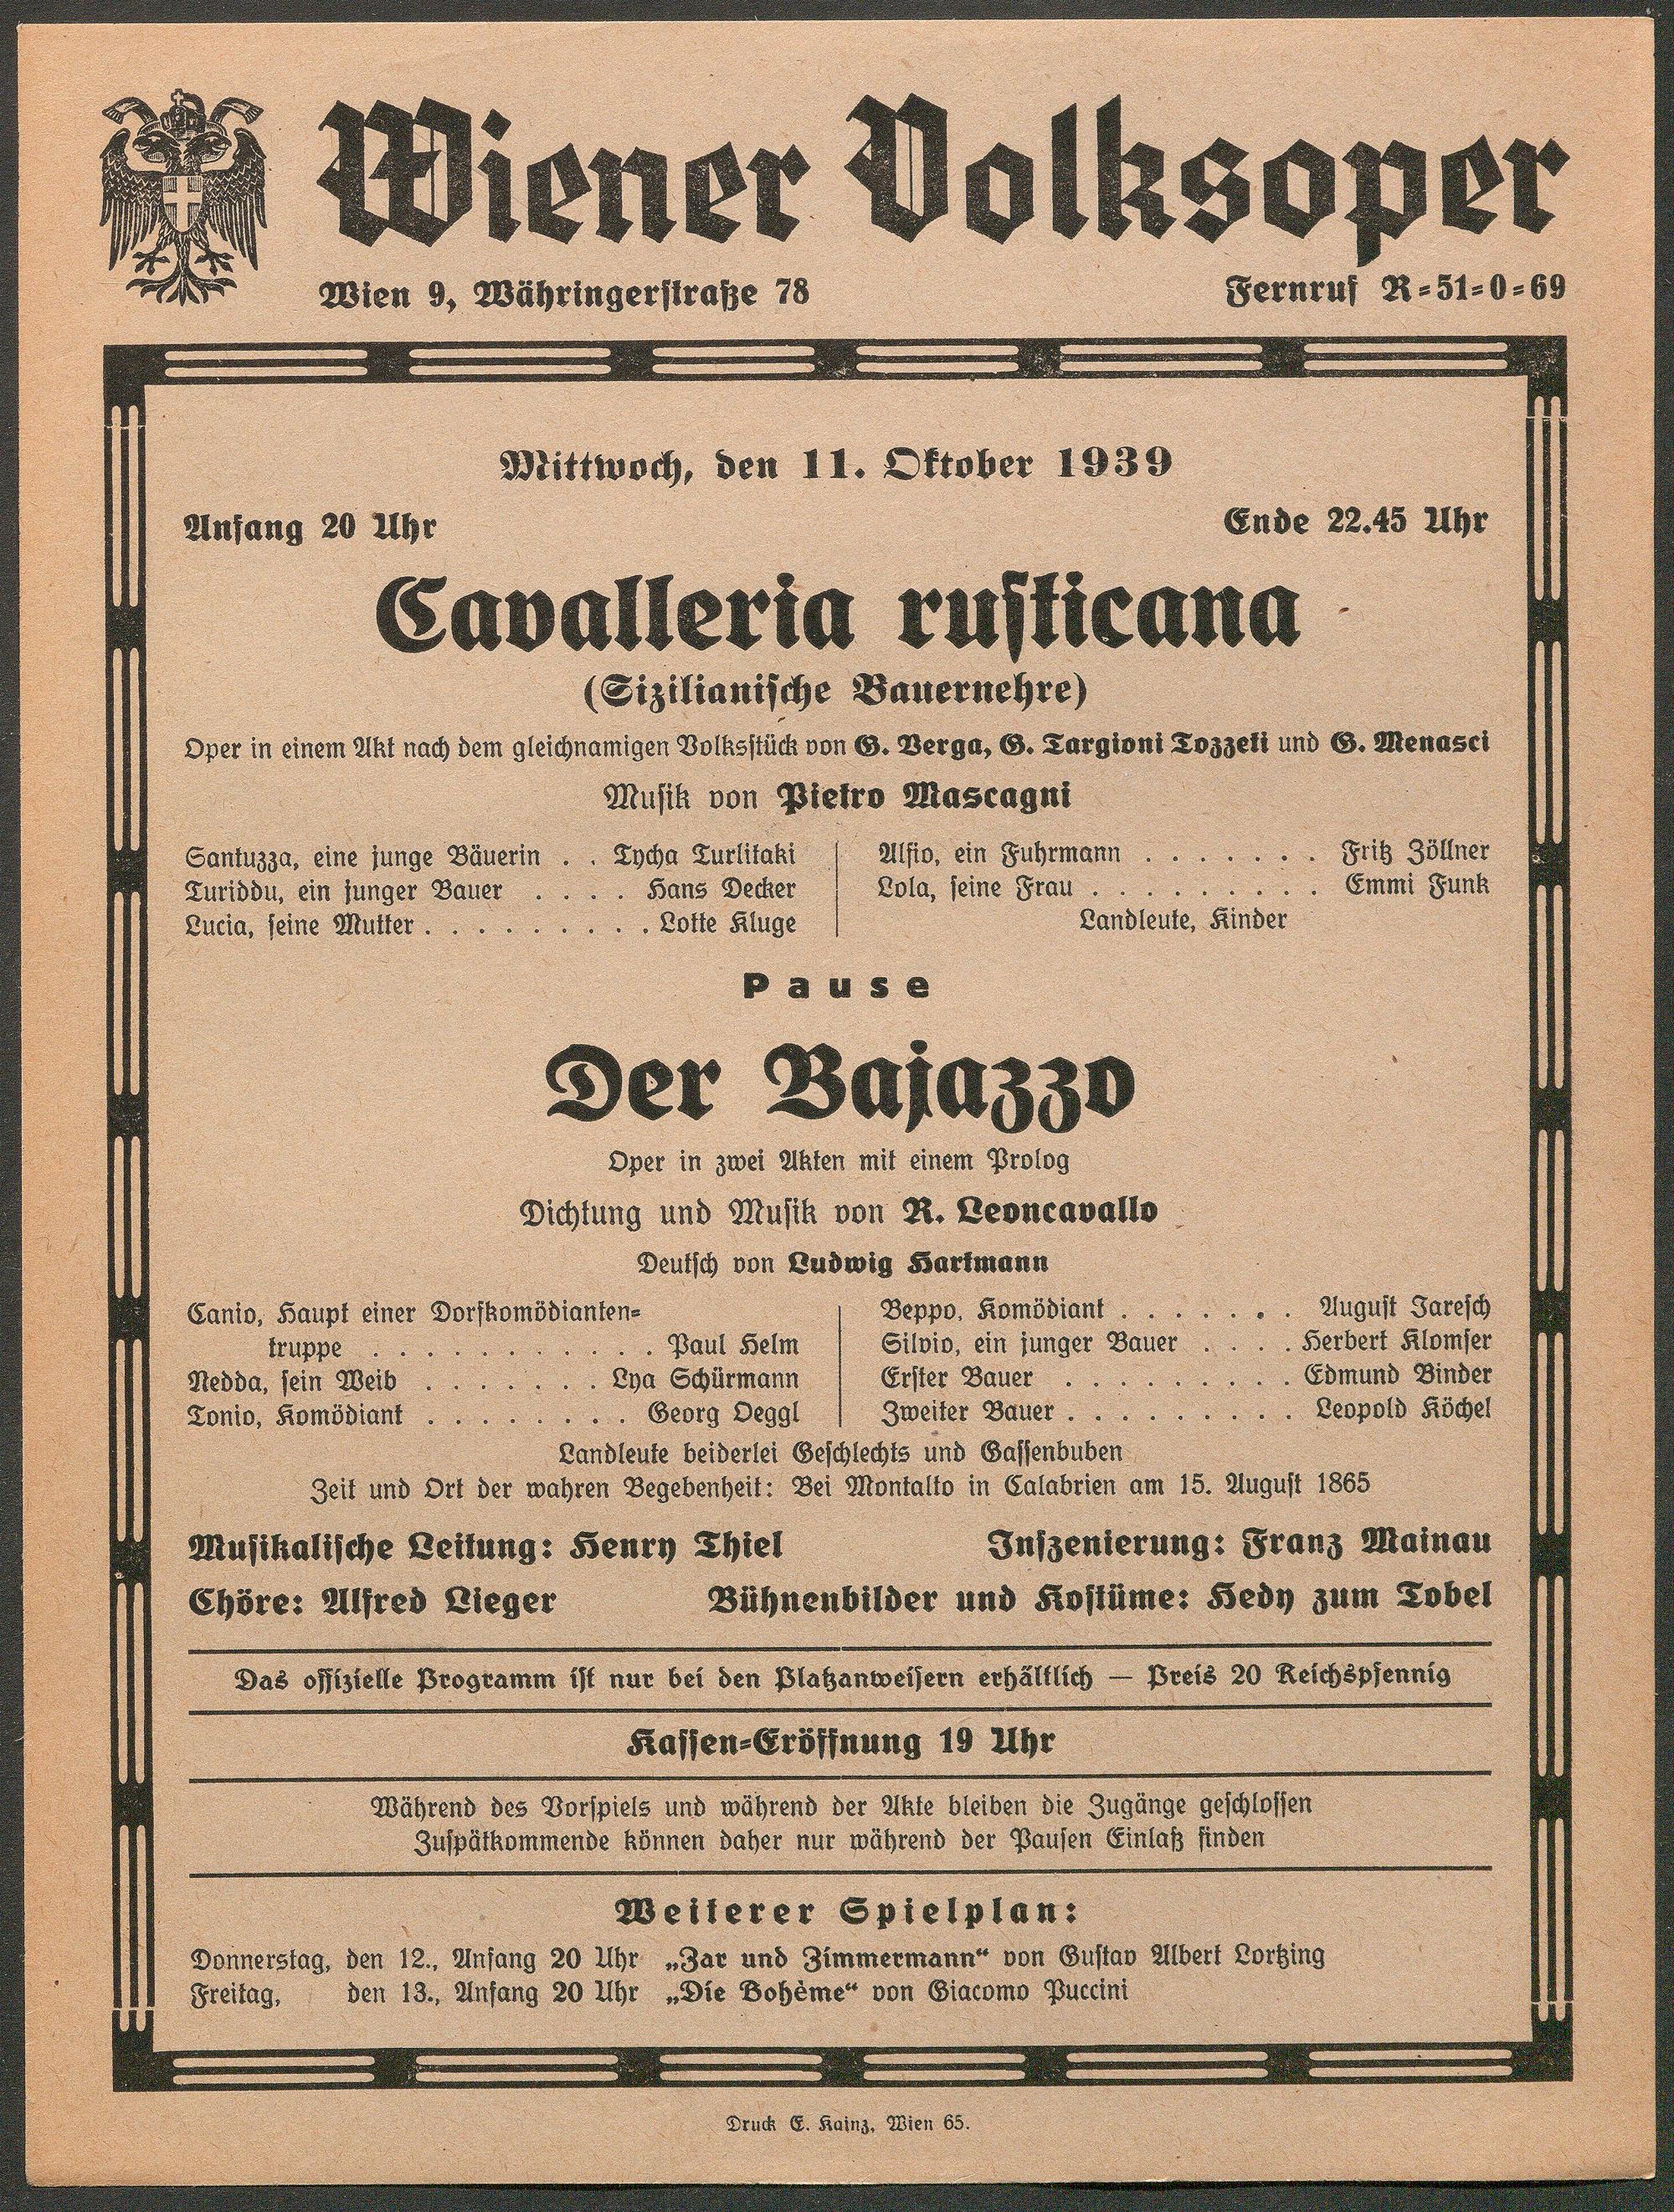 Wiener Volksoper
Wien 9, Währingerstraße 78 Fernruf R=51=0=69
Mittwoch, den 11. Oktober 1939
Anfang 20 Uhr Ende 22.45 Uhr
Cavalleria rusticana
(Sizilianische Bauernehre)
Oper in einem Akt nach dem gleichnamigen Volksstück von G. Verga, G. Targioni Tozzeti und G. Menasci
Musik von Pietro Mascagni
Santuzza, eine junge Bäuerin . . Tycha Turlitaki
Turiddu, ein junger Bauer . . . . Hans Decker
Lucia, seine Mutter . . . . . . . . . Lotte Kluge
Alfio, ein Fuhrmann . . . . . . . Fritz Zöllner
Lola, seine Frau . . . . . . . . . Emmi Funk
Landleute, Kinder
Pause
Der Bajazzo
Oper in zwei Akten mit einem Prolog
Dichtung und Musik von R. Leoncavallo
Deutsch von Ludwig Hartmann
Canio, Haupt einer Dorfkomödianten=
truppe . . . . . . . . . . . Paul Helm
Nedda, sein Weib . . . . . . . Lya Schürmann
Tonio, Komödiant . . . . . . . . Georg Oeggl
Beppo, Komödiant . . . . . . . August Jaresch
Silvio, ein junger Bauer . . . . Herbert Klomser
Erster Bauer . . . . . . . . . Edmund Binder
Zweiter Bauer . . . . . . . . . Leopold Köchel
Landleute beiderlei Geschlechts und Gassenbuben
Zeit und Ort der wahren Begebenheit: Bei Montalto in Calabrien am 15. August 1865
Musikalische Leitung: Henry Thiel Inszenierung: Franz Mainau
Chöre: Alfred Lieger Bühnenbilder und Kostüme: Hedy zum Tobel
Das offizielle Programm ist nur bei den Platzanweisern erhältlich — Preis 20 Reichspfennig
Kassen=Eröffnung 19 Uhr
Während des Vorspiels und während der Akte bleiben die Zugänge geschlossen
Zuspätkommende können daher nur während der Pausen Einlaß finden
Weiterer Spielplan:
Donnerstag, den 12., Anfang 20 Uhr „Zar und Zimmermann“ von Gustav Albert Lortzing
Freitag, den 13., Anfang 20 Uhr „Die Bohème“ von Giacomo Puccini
Druck E. Kainz, Wien 65.